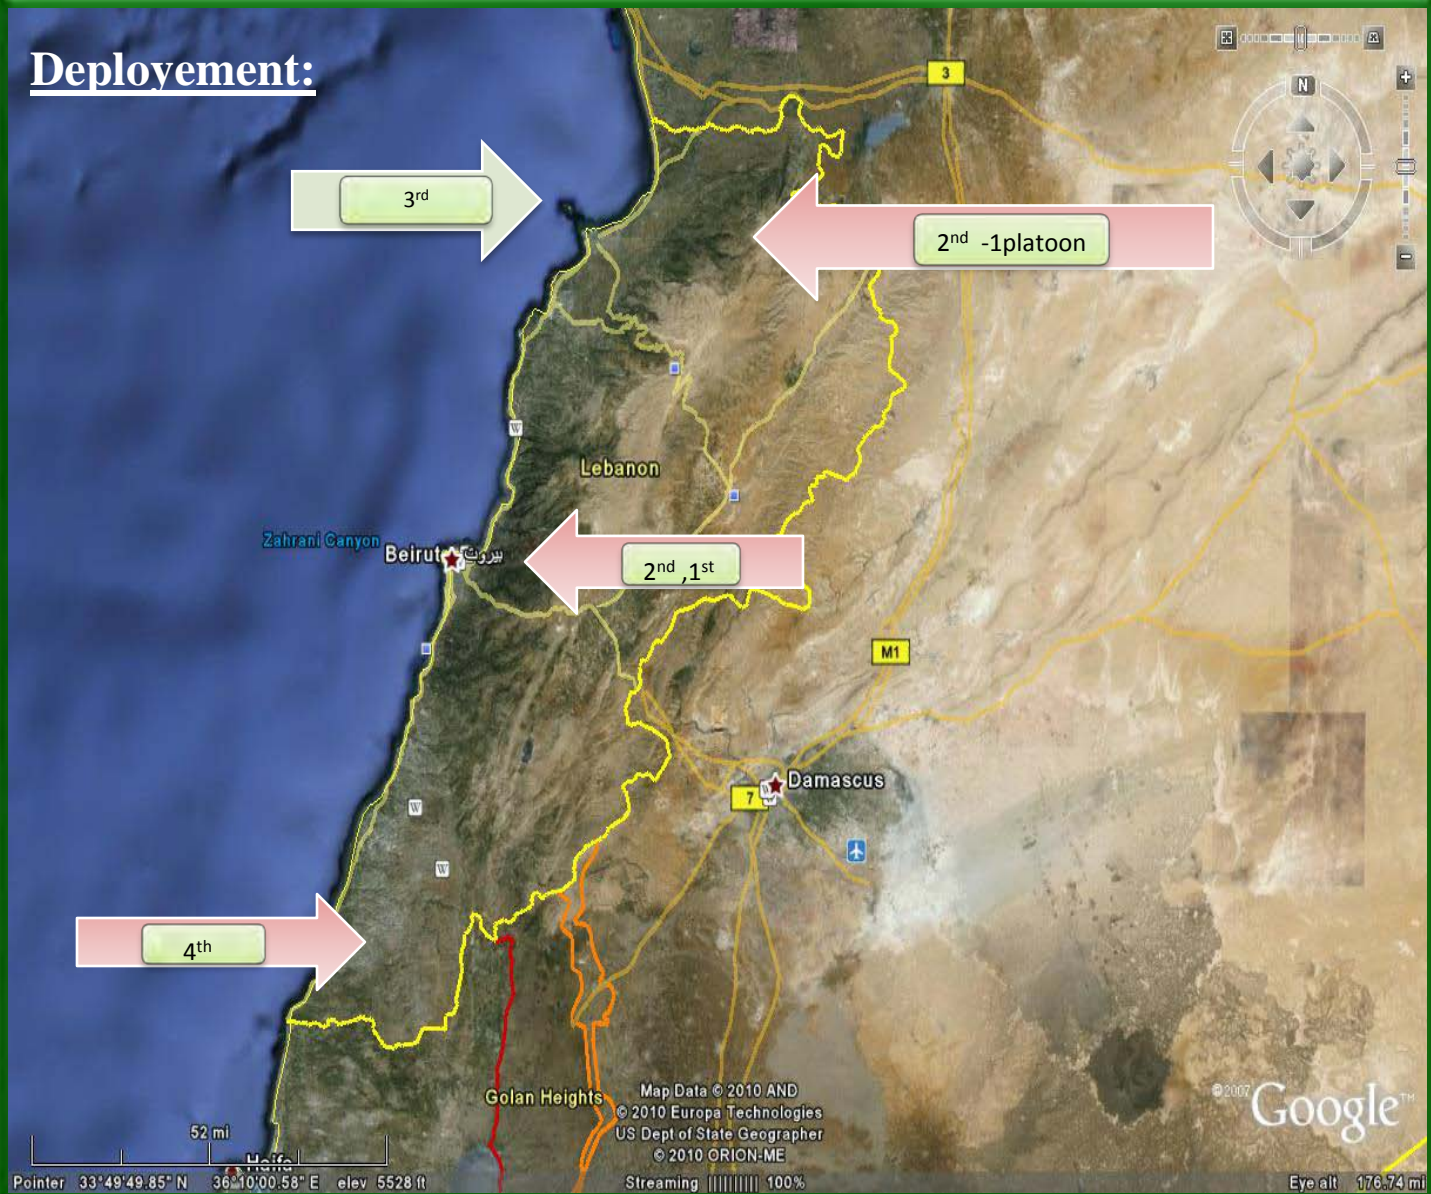 Deployement:
3
N
3rd
2nd -1platoon
W
Lebanon
Zahrani Canyon
Beirut بيروت
2nd ,1st
M1
Damascus
7
W
W
W
4th
Golan Heights
Map Data © 2010 AND
© 2010 Europa Technologies
US Dept of State Geographer
© 2010 ORION-ME
©2007 Google™
52 mi
Haifa
Pointer 33°49'49.85" N 36°10'00.58" E elev 5528 ft
Streaming ||||||||| 100%
Eye alt 176.74 mi